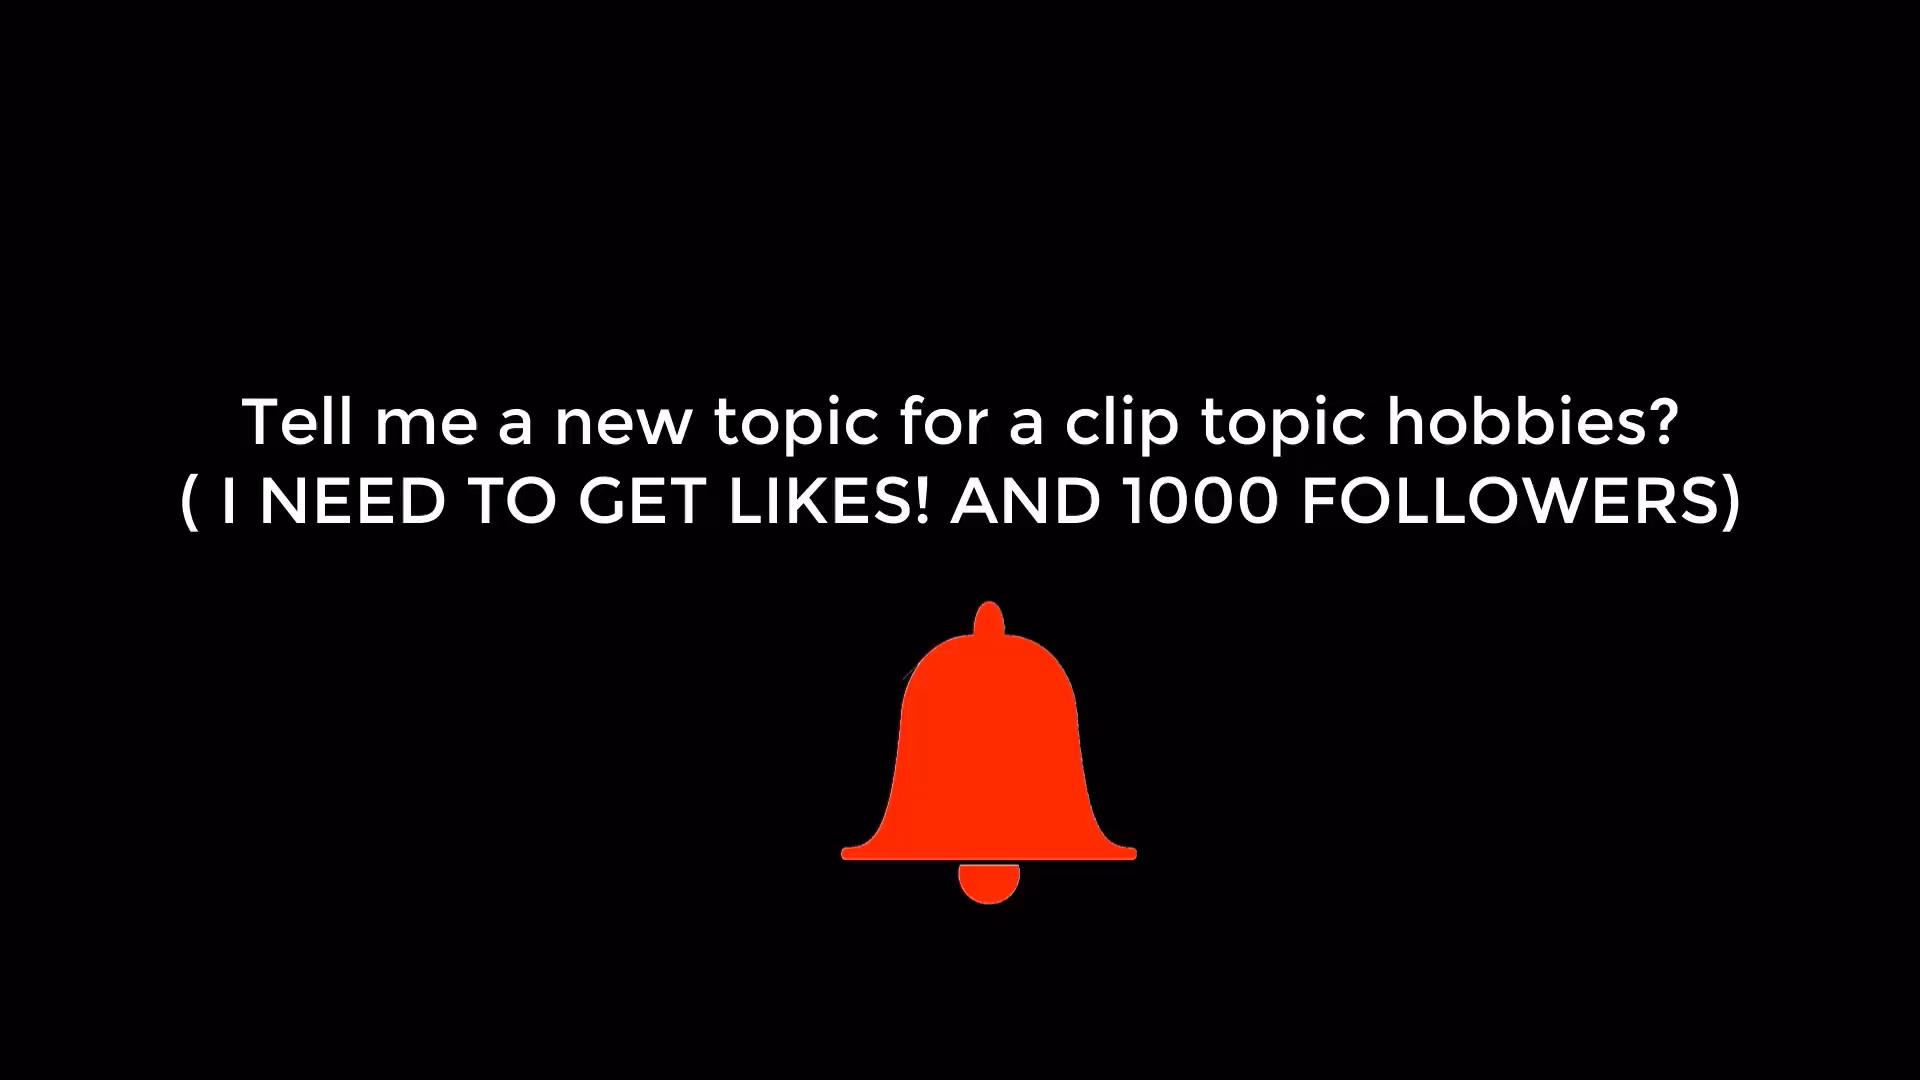 Tell me a new topic for a clip topic hobbies?
( I NEED TO GET LIKES! AND 1000 FOLLOWERS)